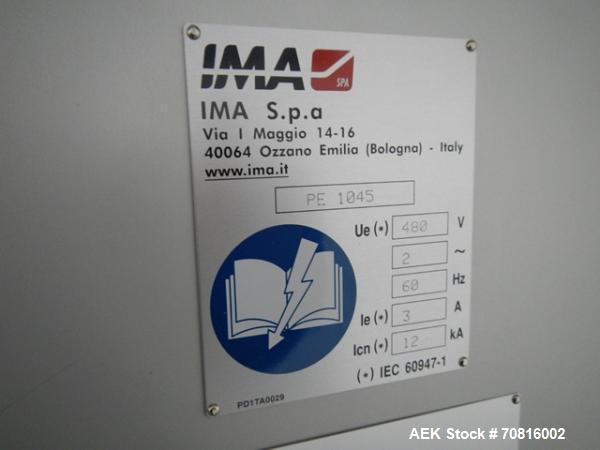 IMA
SPA
IMA S.p.a
Via I Maggio 14-16
40064 Ozzano Emilia (Bologna) - Italy
www.ima.it
PE 1045
Ue (•) 480 V
2 ~
60 Hz
Ie (•) 3 A
Icn (•) 12 kA
(•) IEC 60947-1
PD1TA0029
AEK Stock # 70816002